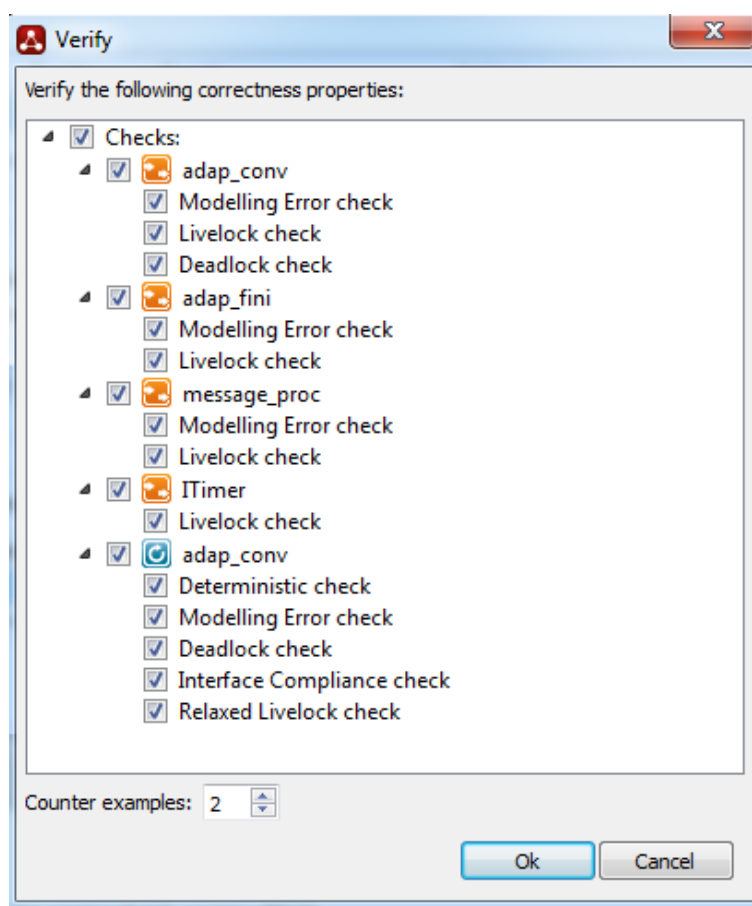 Verify
Verify the following correctness properties:
Checks:
adap_conv
Modelling Error check
Livelock check
Deadlock check
adap_fini
Modelling Error check
Livelock check
message_proc
Modelling Error check
Livelock check
ITimer
Livelock check
adap_conv
Deterministic check
Modelling Error check
Deadlock check
Interface Compliance check
Relaxed Livelock check
Counter examples: 2
Ok Cancel